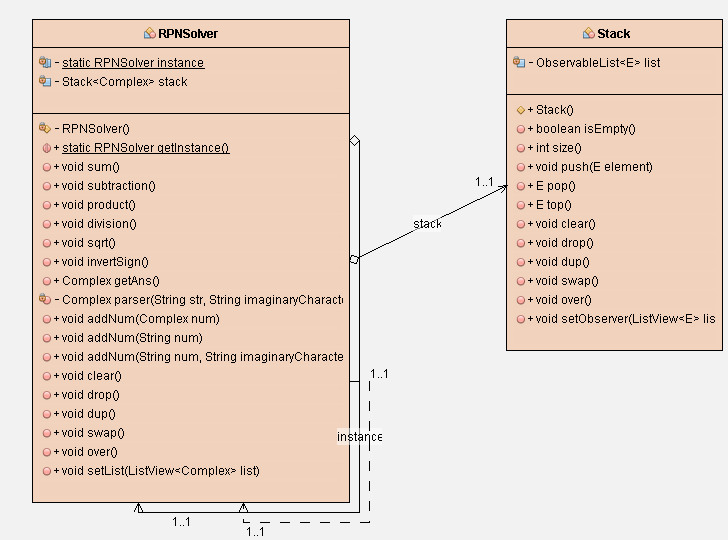 RPNSolver
- static RPNSolver instance
- Stack<Complex> stack
- RPNSolver()
+ static RPNSolver getInstance()
+ void sum()
+ void subtraction()
+ void product()
+ void division()
+ void sqrt()
+ void invertSign()
+ Complex getAns()
- Complex parser(String str, String imaginaryCharact
+ void addNum(Complex num)
+ void addNum(String num)
+ void addNum(String num, String imaginaryCharacte
+ void clear()
+ void drop()
+ void dup()
+ void swap()
+ void over()
+ void setList(ListView<Complex> list)
Stack
- ObservableList<E> list
+ Stack()
+ boolean isEmpty()
+ int size()
+ void push(E element)
+ E pop()
+ E top()
+ void clear()
+ void drop()
+ void dup()
+ void swap()
+ void over()
+ void setObserver(ListView<E> lis
1..1
stack
1..1
instance
1..1
1..1